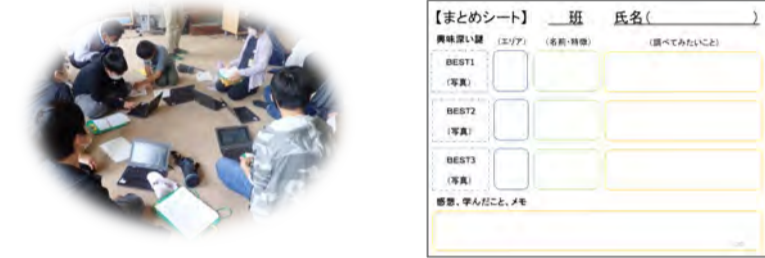 【まとめシート】 班 氏名( )
興味深い謎 (エリア) (名前・特徴) (調べてみたいこと)
BEST1
(写真)
BEST2
(写真)
BEST3
(写真)
感想、学んだこと、メモ